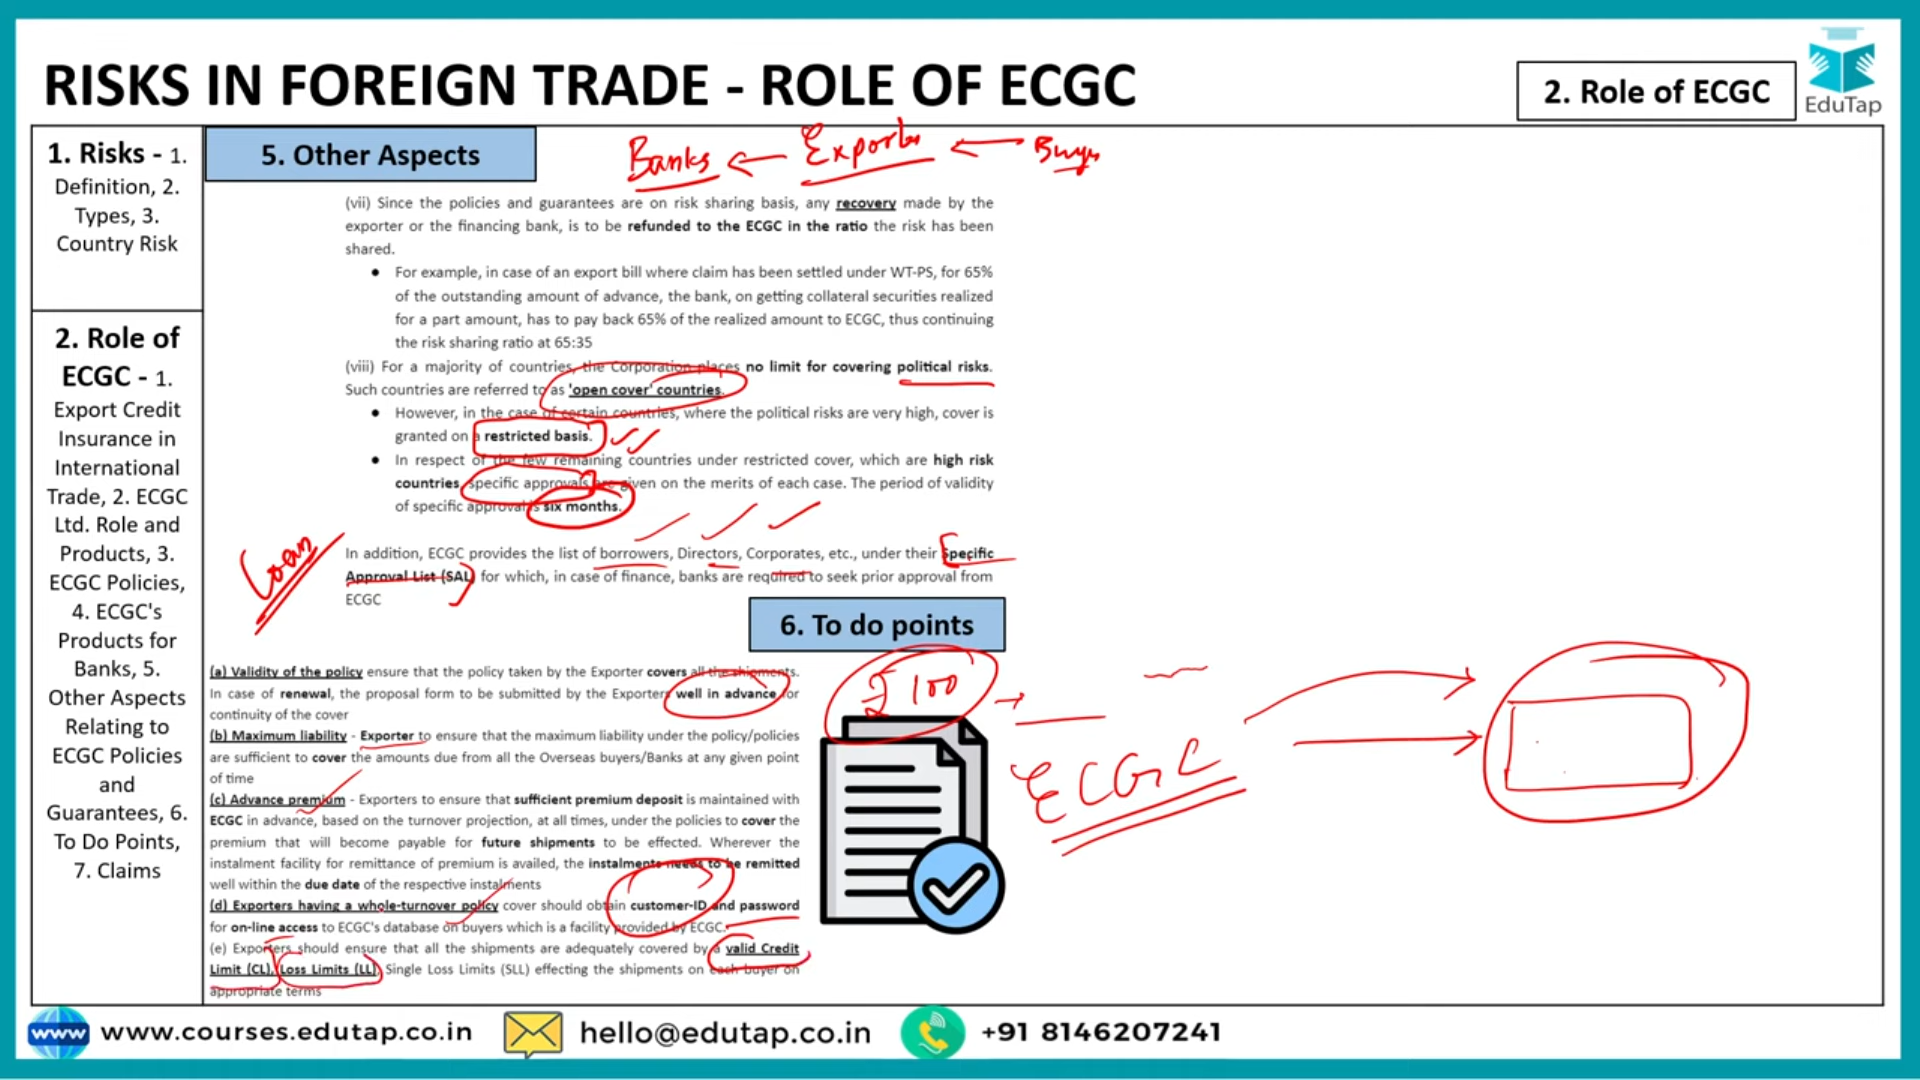 RISKS IN FOREIGN TRADE - ROLE OF ECGC
2. Role of ECGC
EduTap
1. Risks - 1.
Definition, 2.
Types, 3.
Country Risk
2. Role of
ECGC - 1.
Export Credit
Insurance in
International
Trade, 2. ECGC
Ltd. Role and
Products, 3.
ECGC Policies,
4. ECGC's
Products for
Banks, 5.
Other Aspects
Relating to
ECGC Policies
and
Guarantees, 6.
To Do Points,
7. Claims
5. Other Aspects
Banks ← Exporter ← Buyer
(vii) Since the policies and guarantees are on risk sharing basis, any recovery made by the
exporter or the financing bank, is to be refunded to the ECGC in the ratio the risk has been
shared.
● For example, in case of an export bill where claim has been settled under WT-PS, for 65%
of the outstanding amount of advance, the bank, on getting collateral securities realized
for a part amount, has to pay back 65% of the realized amount to ECGC, thus continuing
the risk sharing ratio at 65:35
(viii) For a majority of countries, the Corporation places no limit for covering political risks.
Such countries are referred to as 'open cover' countries.
● However, in the case of certain countries, where the political risks are very high, cover is
granted on a restricted basis.
● In respect of the few remaining countries under restricted cover, which are high risk
countries, specific approvals are given on the merits of each case. The period of validity
of specific approval is six months.
Loan
In addition, ECGC provides the list of borrowers, Directors, Corporates, etc., under their Specific
Approval List (SAL) for which, in case of finance, banks are required to seek prior approval from
ECGC
6. To do points
(a) Validity of the policy ensure that the policy taken by the Exporter covers all the shipments.
In case of renewal, the proposal form to be submitted by the Exporters well in advance for
continuity of the cover
(b) Maximum liability - Exporter to ensure that the maximum liability under the policy/policies
are sufficient to cover the amounts due from all the Overseas buyers/Banks at any given point
of time
(c) Advance premium - Exporters to ensure that sufficient premium deposit is maintained with
ECGC in advance, based on the turnover projection, at all times, under the policies to cover the
premium that will become payable for future shipments to be effected. Wherever the
instalment facility for remittance of premium is availed, the instalments needs to be remitted
well within the due date of the respective instalments
(d) Exporters having a whole-turnover policy cover should obtain customer-ID and password
for on-line access to ECGC's database on buyers which is a facility provided by ECGC.
(e) Exporters should ensure that all the shipments are adequately covered by a valid Credit
Limit (CL), Loss Limits (LL), Single Loss Limits (SLL) effecting the shipments on each buyer on
appropriate terms
100
ECGC
www www.courses.edutap.co.in
hello@edutap.co.in
+91 8146207241